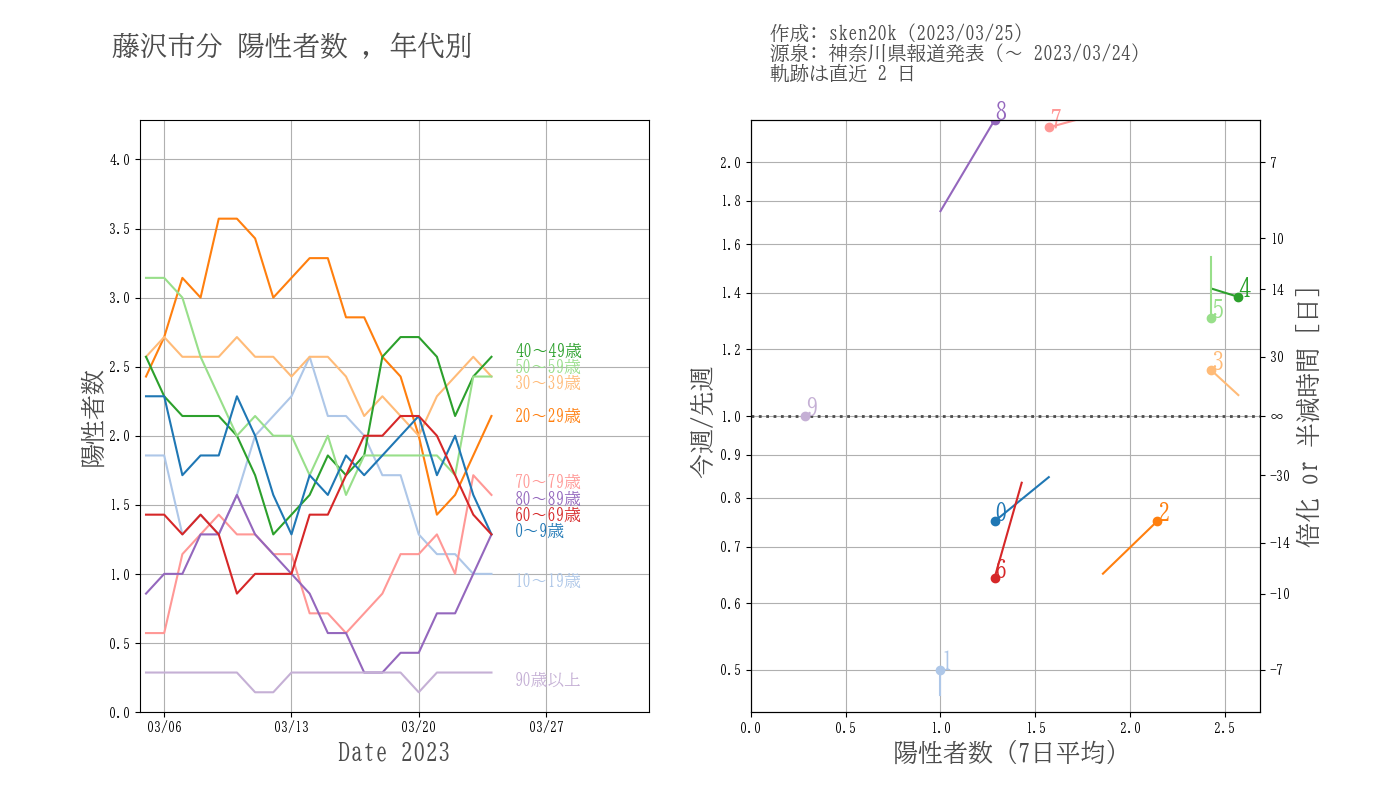 藤沢市分 陽性者数 , 年代別
作成: sken20k (2023/03/25)
源泉: 神奈川県報道発表 (〜 2023/03/24)
軌跡は直近 2 日
陽性者数
4.0
3.5
3.0
2.5
2.0
1.5
1.0
0.5
0.0
03/06
03/13
03/20
03/27
Date 2023
40〜49歳
50〜59歳
30〜39歳
20〜29歳
70〜79歳
80〜89歳
60〜69歳
0〜9歳
10〜19歳
90歳以上
今週/先週
2.0
1.8
1.6
1.4
1.2
1.0
0.9
0.8
0.7
0.6
0.5
0.0
0.5
1.0
1.5
2.0
2.5
陽性者数 (7日平均)
8
7
4
5
3
9
0
2
6
1
7
10
14
30
∞
-30
-14
-10
-7
倍化 or 半減時間 [日]